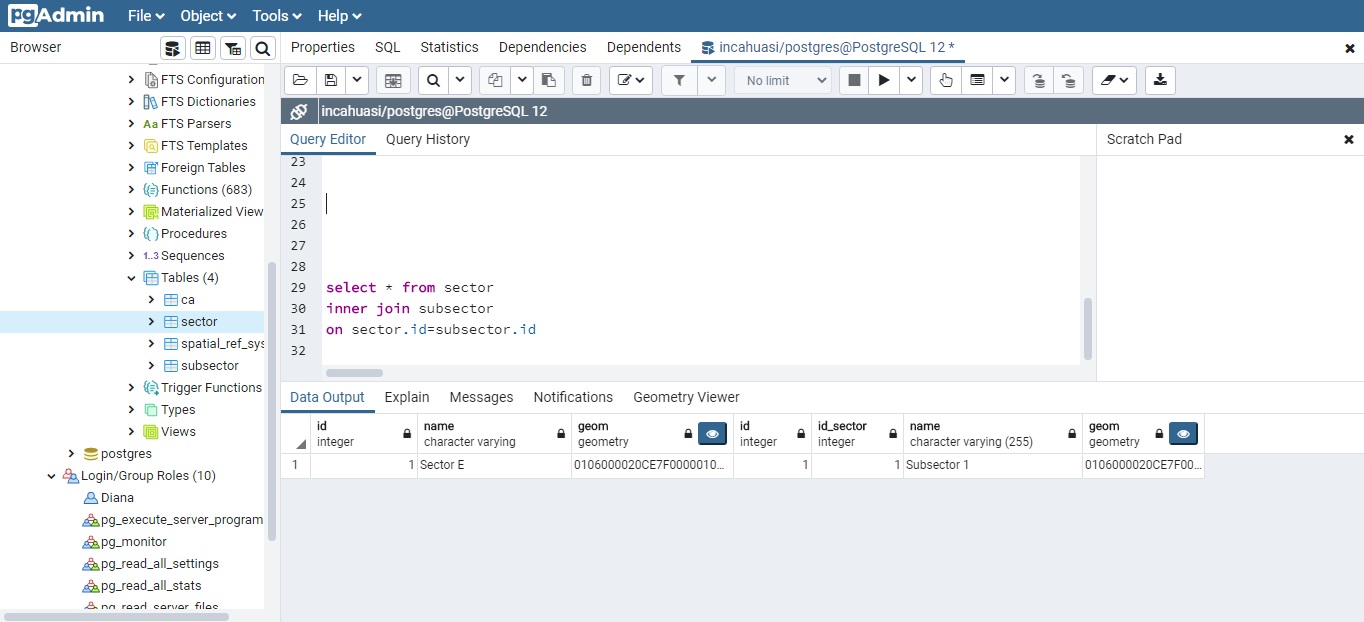 pgAdmin File Object Tools Help
Browser
Properties SQL Statistics Dependencies Dependents incahuasi/postgres@PostgreSQL 12 *
No limit
incahuasi/postgres@PostgreSQL 12
Query Editor Query History
Scratch Pad
FTS Configuration
FTS Dictionaries
Aa FTS Parsers
FTS Templates
Foreign Tables
Functions (683)
Materialized View
Procedures
1..3 Sequences
Tables (4)
ca
sector
spatial_ref_sys
subsector
Trigger Functions
Types
Views
postgres
Login/Group Roles (10)
Diana
pg_execute_server_program
pg_monitor
pg_read_all_settings
pg_read_all_stats
pg_read_server_files
23
24
25
26
27
28
29 select * from sector
30 inner join subsector
31 on sector.id=subsector.id
32
Data Output Explain Messages Notifications Geometry Viewer
id name geom id id_sector name geom
integer character varying geometry integer integer character varying (255) geometry
1 1 Sector E 0106000020CE7F0000010... 1 1 Subsector 1 0106000020CE7F00...